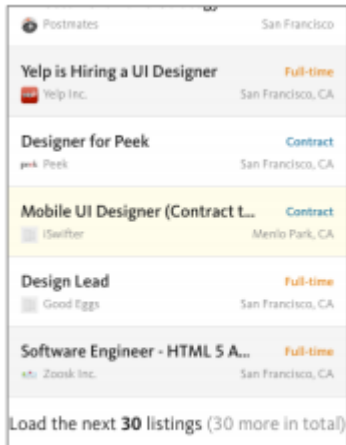 Postmates San Francisco
Yelp is Hiring a UI Designer Full-time
Yelp Inc. San Francisco, CA
Designer for Peek Contract
Peek San Francisco, CA
Mobile UI Designer (Contract t... Contract
iSwifter Menlo Park, CA
Design Lead Full-time
Good Eggs San Francisco, CA
Software Engineer - HTML 5 A... Full-time
Zoosk Inc. San Francisco, CA
Load the next 30 listings (30 more in total)